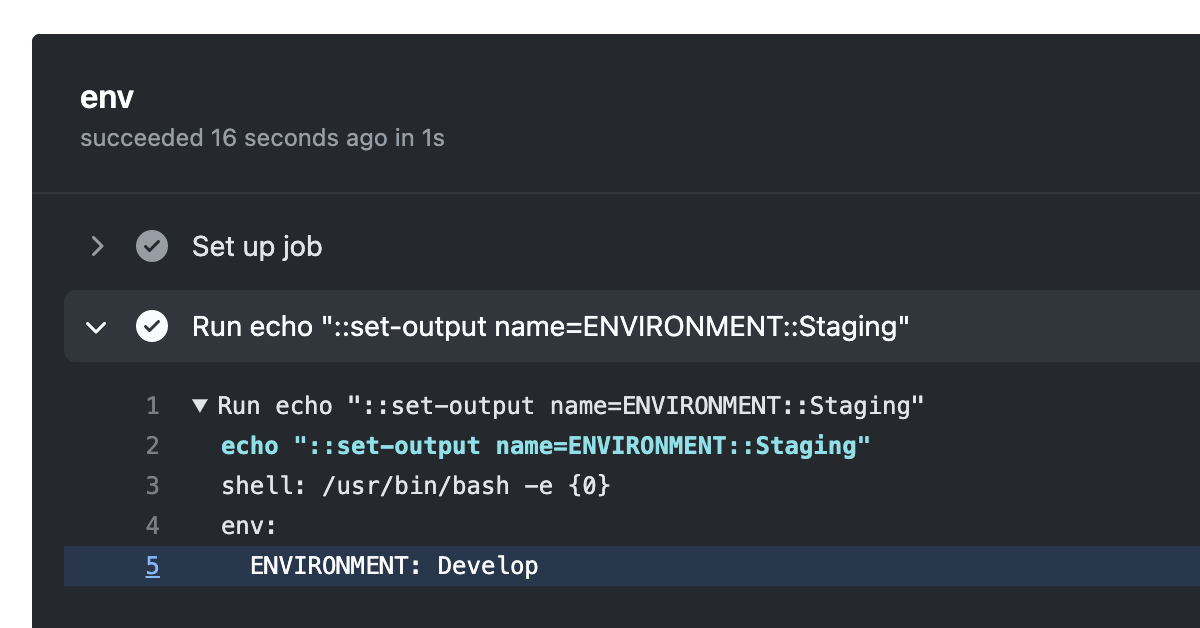 env
succeeded 16 seconds ago in 1s
Set up job
Run echo "::set-output name=ENVIRONMENT::Staging"
1 ▼ Run echo "::set-output name=ENVIRONMENT::Staging"
2 echo "::set-output name=ENVIRONMENT::Staging"
3 shell: /usr/bin/bash -e {0}
4 env:
5 ENVIRONMENT: Develop